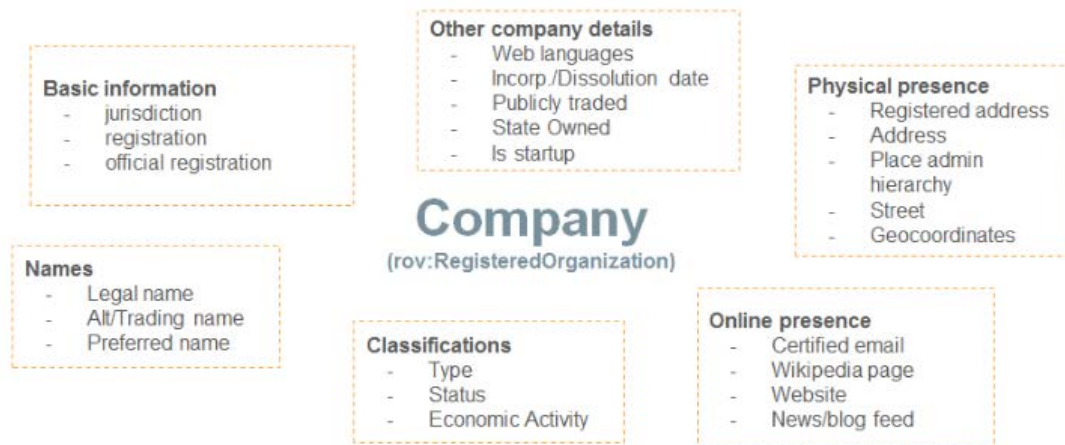 Other company details
- Web languages
- Incorp./Dissolution date
- Publicly traded
- State Owned
- Is startup
Basic information
- jurisdiction
- registration
- official registration
Physical presence
- Registered address
- Address
- Place admin
hierarchy
- Street
- Geocoordinates
Company
(rov:RegisteredOrganization)
Names
- Legal name
- Alt/Trading name
- Preferred name
Classifications
- Type
- Status
- Economic Activity
Online presence
- Certified email
- Wikipedia page
- Website
- News/blog feed